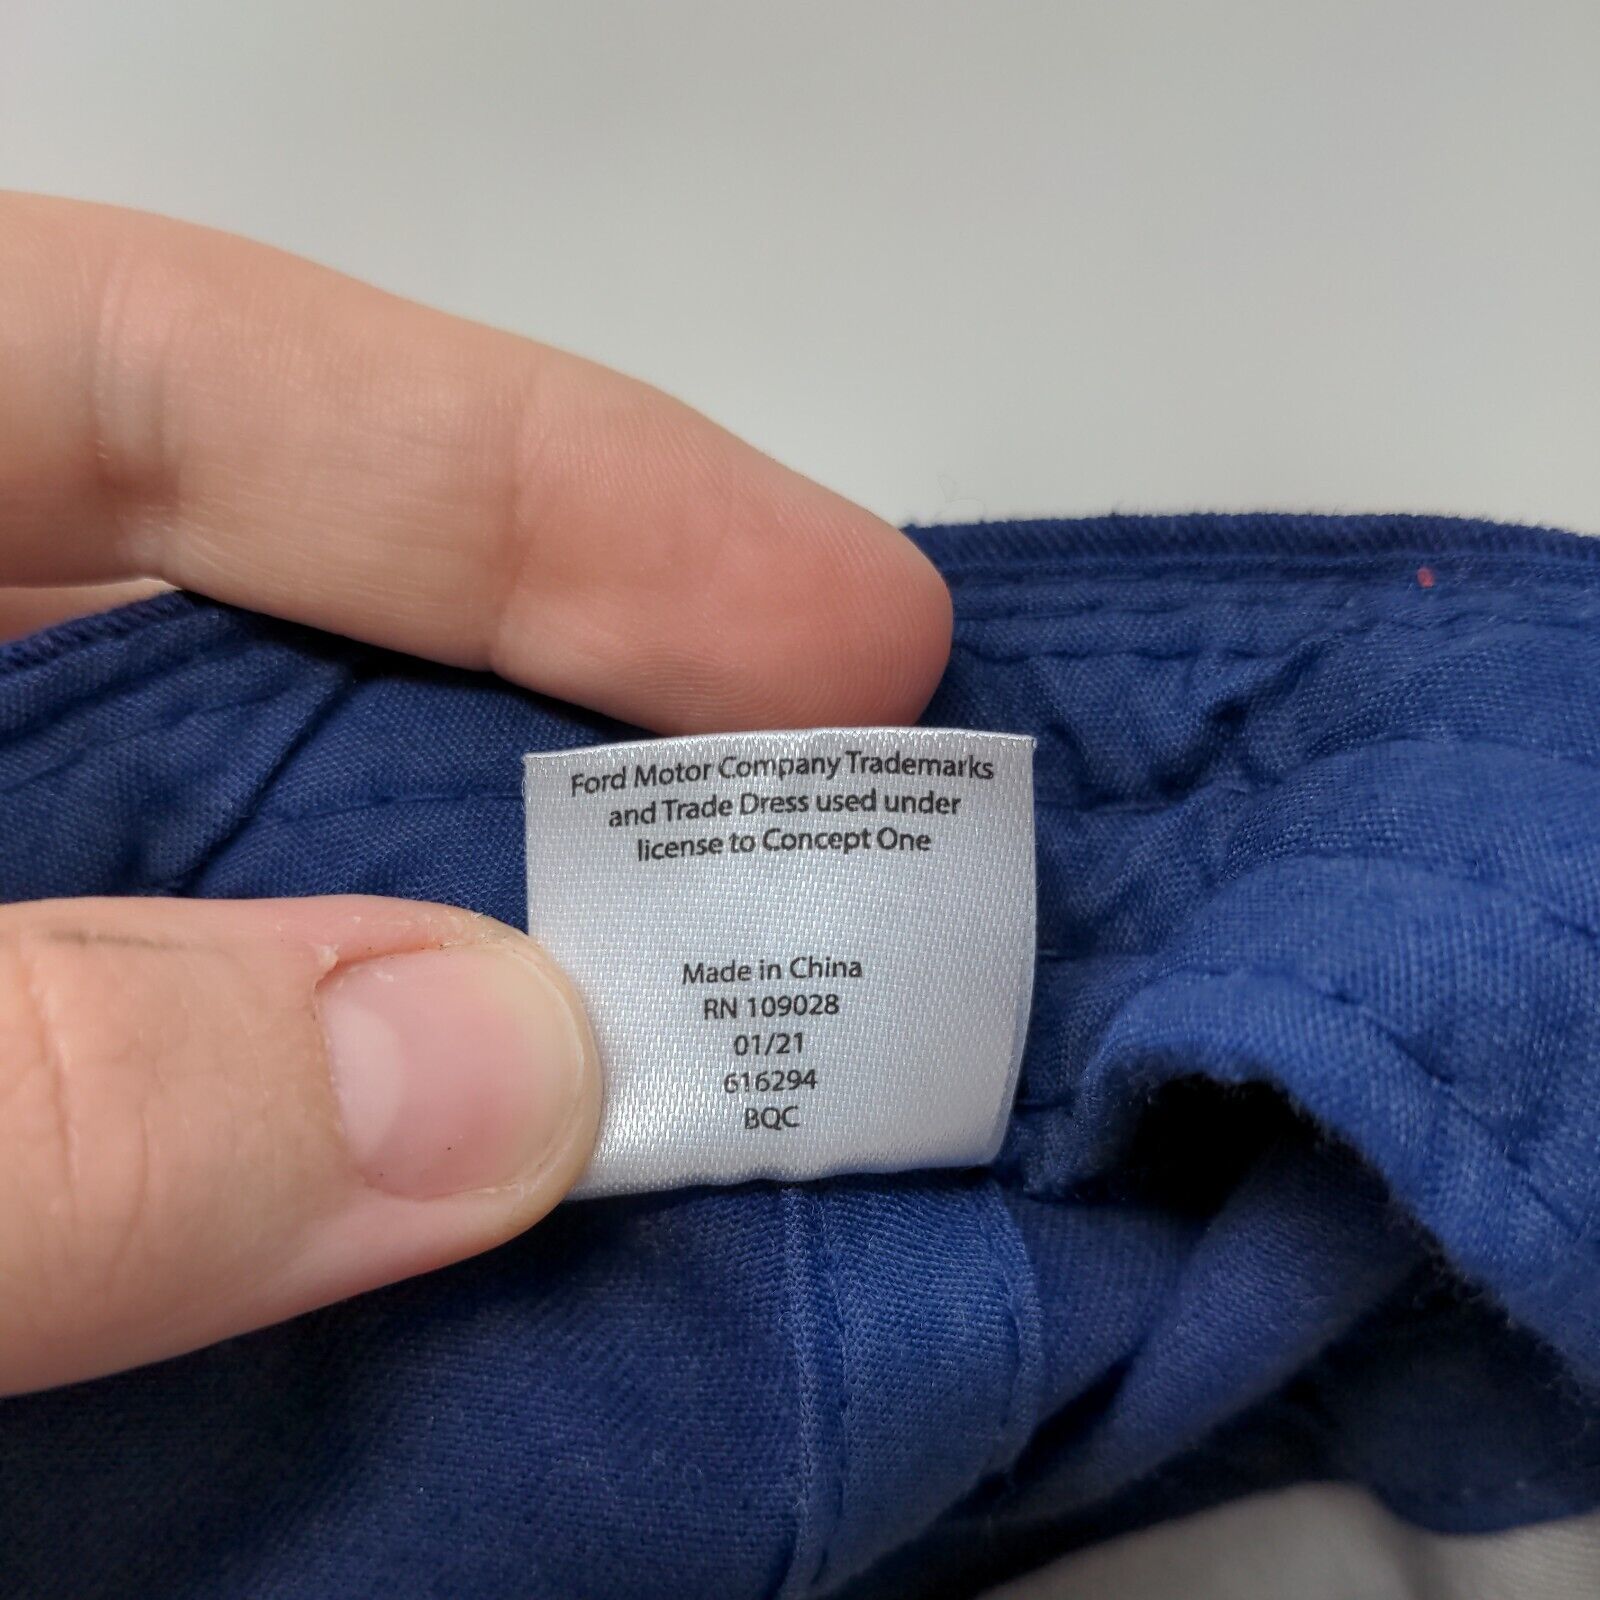 Ford Motor Company Trademarks
and Trade Dress used under
license to Concept One
Made in China
RN 109028
01/21
616294
BQC